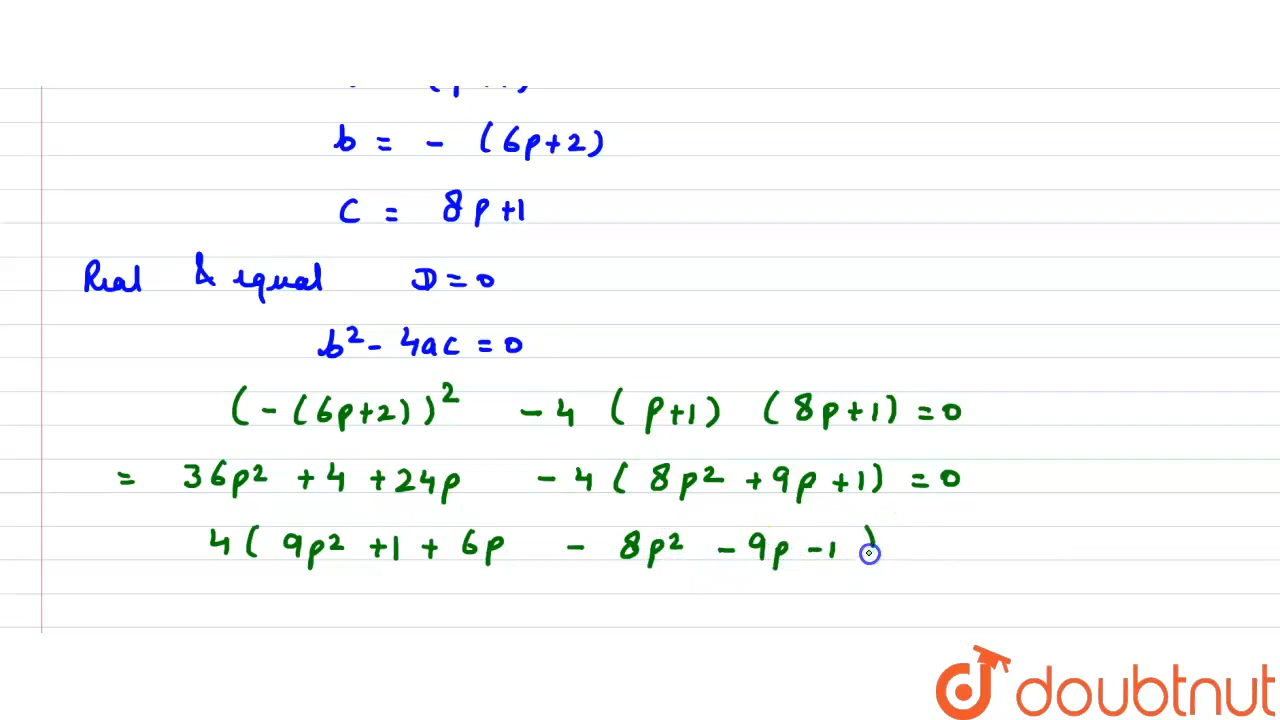 b = - (6p+2)
c = 8p+1
Real & equal D=0
b²- 4ac = 0
(-(6p+2))² -4 (p+1) (8p+1) = 0
= 36p² +4 +24p - 4 ( 8p² +9p +1) = 0
4( 9p² +1 + 6p - 8p² - 9p -1 )
doubtnut